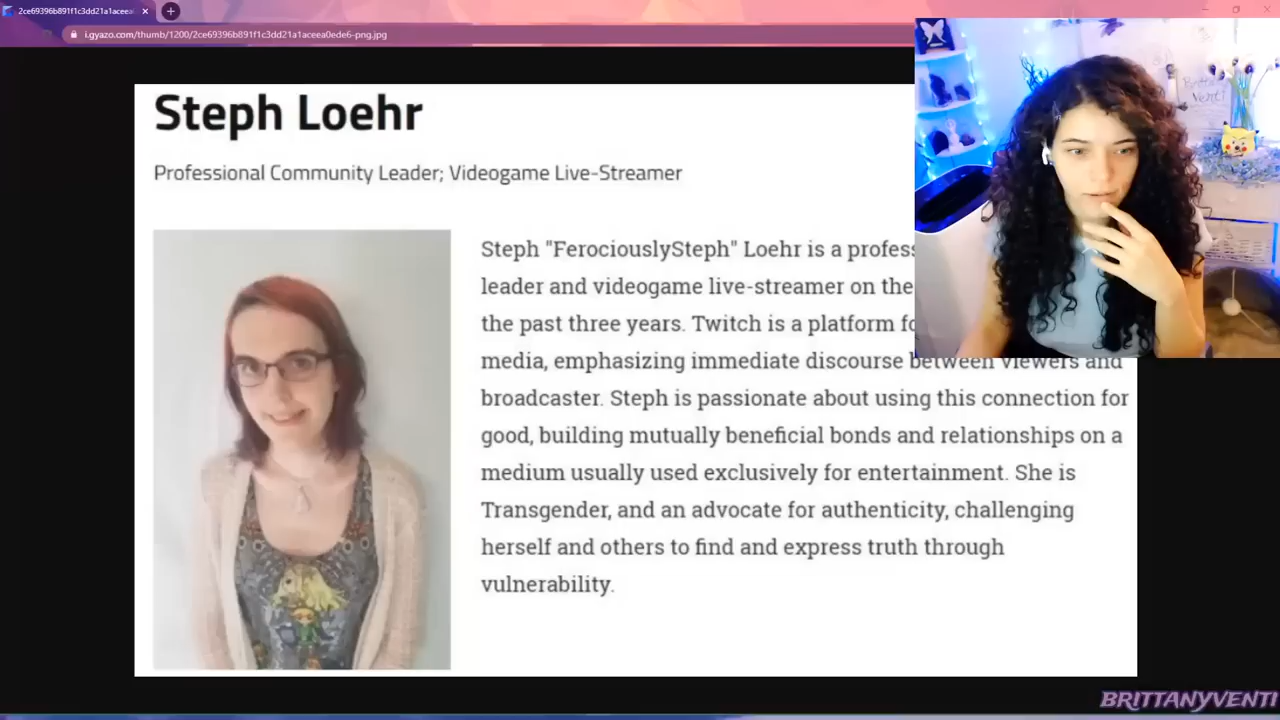 2ce69396b891f1c3dd21a1aceea
i.gyazo.com/thumb/1200/2ce69396b891f1c3dd21a1aceea0ede6-png.jpg
Steph Loehr
Professional Community Leader; Videogame Live-Streamer
Steph "FerociouslySteph" Loehr is a
leader and videogame live-streamer on the
the past three years. Twitch is a platform
media, emphasizing immediate discourse between viewers and
broadcaster. Steph is passionate about using this connection for
good, building mutually beneficial bonds and relationships on a
medium usually used exclusively for entertainment. She is
Transgender, and an advocate for authenticity, challenging
herself and others to find and express truth through
vulnerability.
Venti
BRITTANYVENTI